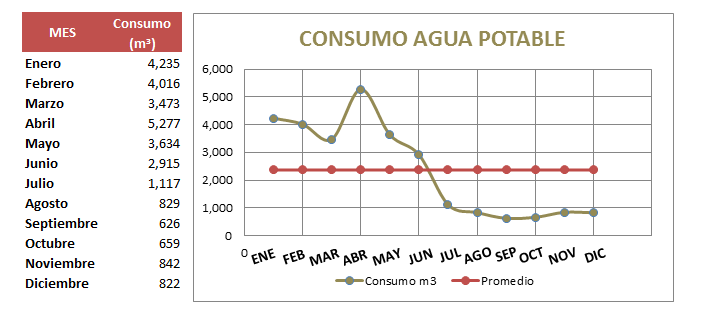 MES Consumo (m³)
Enero 4,235
Febrero 4,016
Marzo 3,473
Abril 5,277
Mayo 3,634
Junio 2,915
Julio 1,117
Agosto 829
Septiembre 626
Octubre 659
Noviembre 842
Diciembre 822
CONSUMO AGUA POTABLE
6,000
5,000
4,000
3,000
2,000
1,000
0
0 ENE FEB MAR ABR MAY JUN JUL AGO SEP OCT NOV DIC
Consumo m3 Promedio